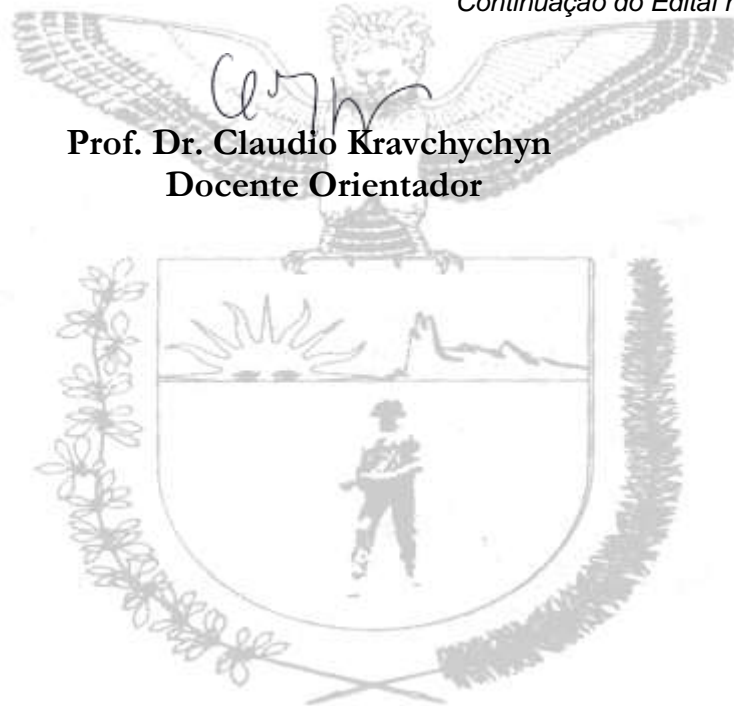 Continuação do Edital n
Prof. Dr. Claudio Kravchychyn
Docente Orientador